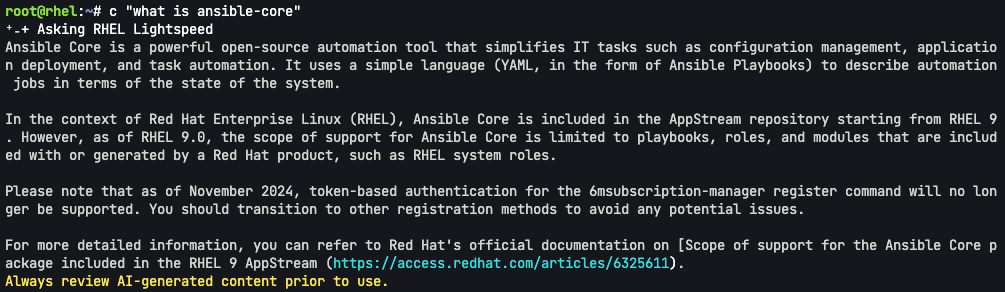 root@rhel:~# c "what is ansible-core"
⁺₋+ Asking RHEL Lightspeed
Ansible Core is a powerful open-source automation tool that simplifies IT tasks such as configuration management, applicatio
n deployment, and task automation. It uses a simple language (YAML, in the form of Ansible Playbooks) to describe automation
 jobs in terms of the state of the system.
In the context of Red Hat Enterprise Linux (RHEL), Ansible Core is included in the AppStream repository starting from RHEL 9
. However, as of RHEL 9.0, the scope of support for Ansible Core is limited to playbooks, roles, and modules that are includ
ed with or generated by a Red Hat product, such as RHEL system roles.
Please note that as of November 2024, token-based authentication for the 6msubscription-manager register command will no lon
ger be supported. You should transition to other registration methods to avoid any potential issues.
For more detailed information, you can refer to Red Hat's official documentation on [Scope of support for the Ansible Core p
ackage included in the RHEL 9 AppStream (https://access.redhat.com/articles/6325611).
Always review AI-generated content prior to use.